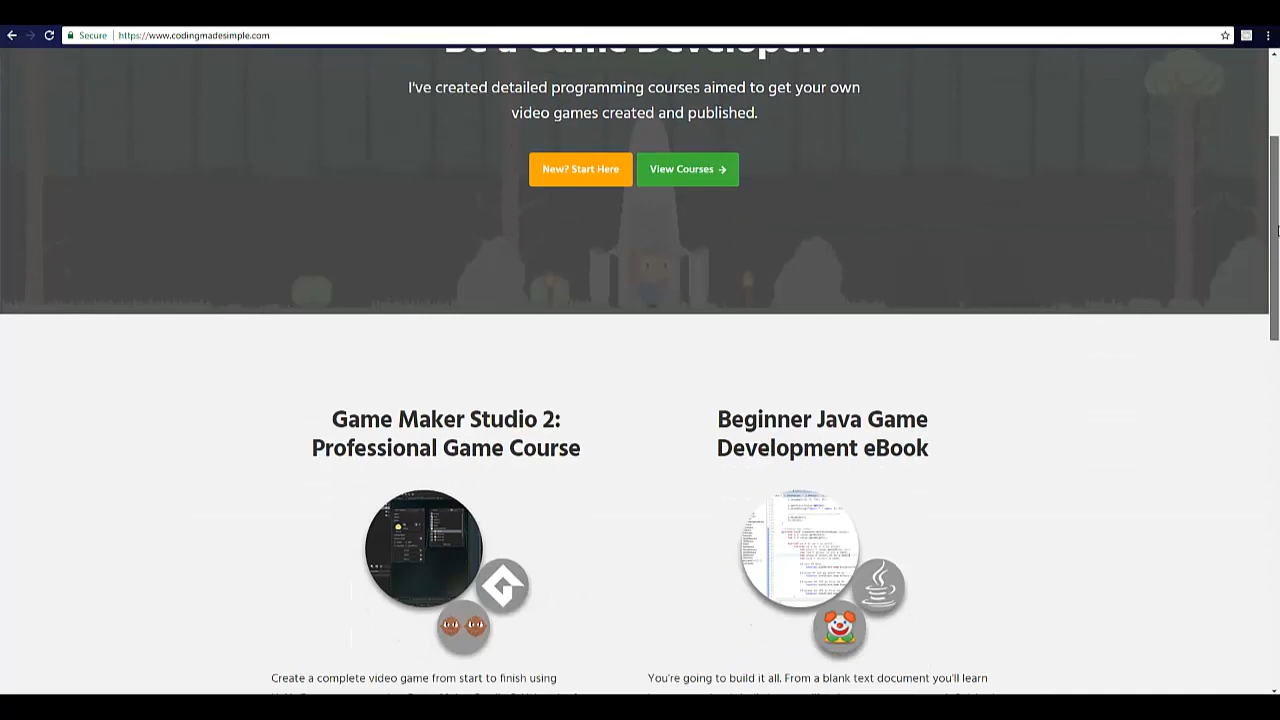 Secure https://www.codingmadesimple.com
Be a Game Developer.
I've created detailed programming courses aimed to get your own
video games created and published.
New? Start Here
View Courses →
Game Maker Studio 2:
Professional Game Course
Beginner Java Game
Development eBook
Create a complete video game from start to finish using
You're going to build it all. From a blank text document you'll learn